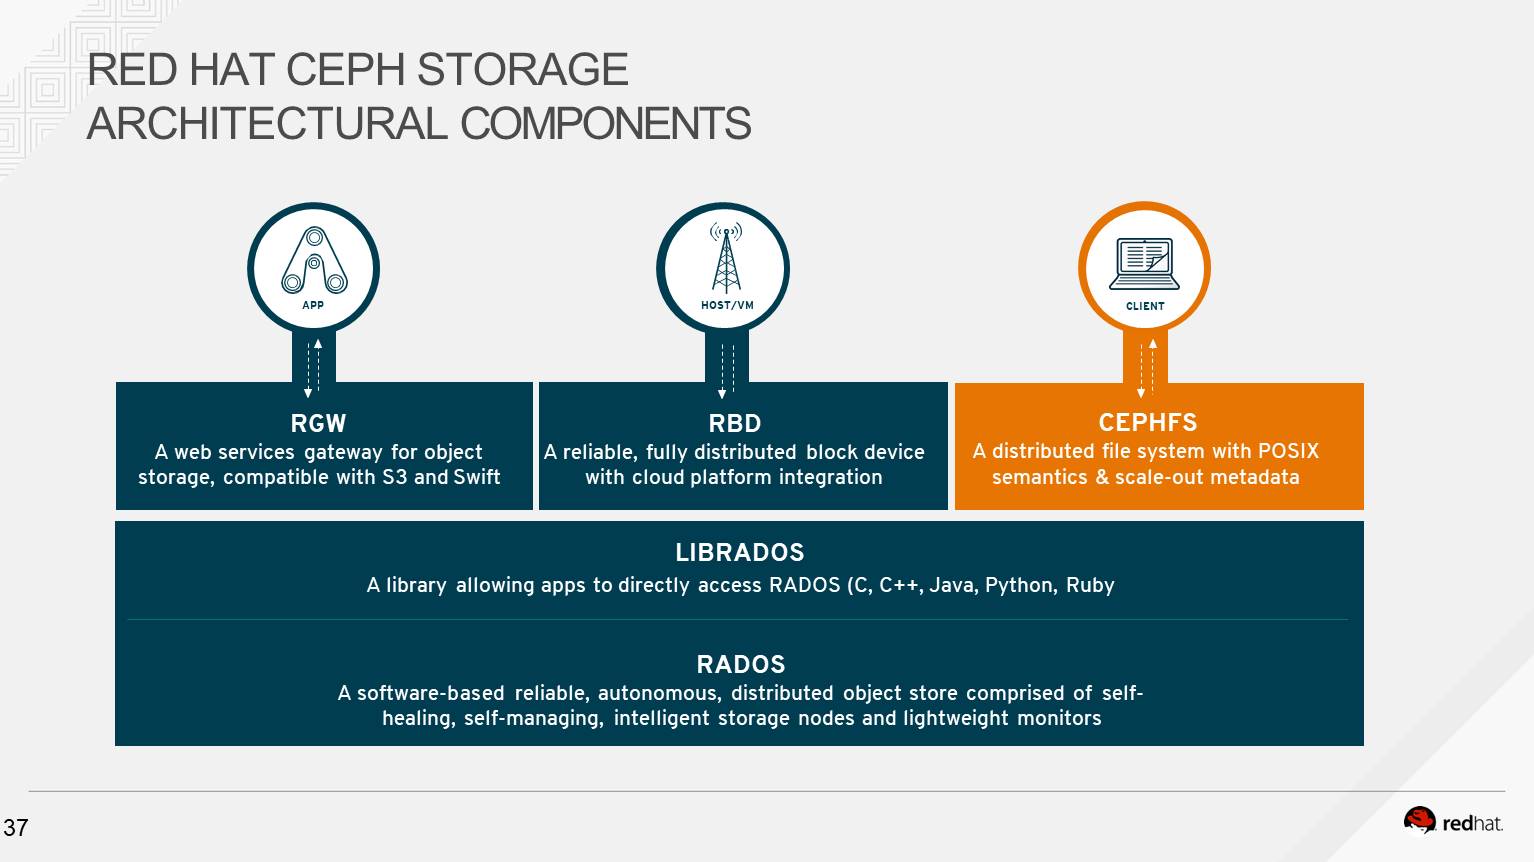 RED HAT CEPH STORAGE
ARCHITECTURAL COMPONENTS
APP
HOST/VM
CLIENT
RGW
A web services gateway for object
storage, compatible with S3 and Swift
RBD
A reliable, fully distributed block device
with cloud platform integration
CEPHFS
A distributed file system with POSIX
semantics & scale-out metadata
LIBRADOS
A library allowing apps to directly access RADOS (C, C++, Java, Python, Ruby
RADOS
A software-based reliable, autonomous, distributed object store comprised of self-
healing, self-managing, intelligent storage nodes and lightweight monitors
37
redhat.